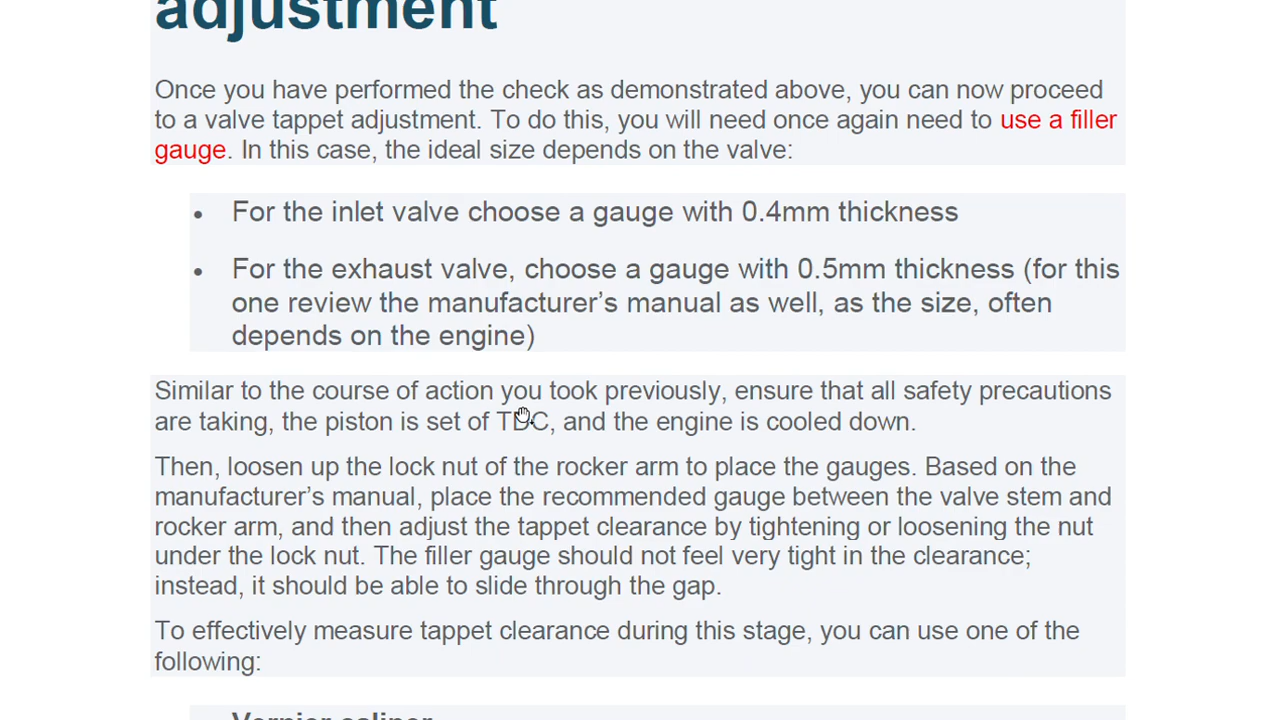 adjustment
Once you have performed the check as demonstrated above, you can now proceed
to a valve tappet adjustment. To do this, you will need once again need to use a filler
gauge. In this case, the ideal size depends on the valve:
• For the inlet valve choose a gauge with 0.4mm thickness
• For the exhaust valve, choose a gauge with 0.5mm thickness (for this
one review the manufacturer’s manual as well, as the size, often
depends on the engine)
Similar to the course of action you took previously, ensure that all safety precautions
are taking, the piston is set of TDC, and the engine is cooled down.
Then, loosen up the lock nut of the rocker arm to place the gauges. Based on the
manufacturer’s manual, place the recommended gauge between the valve stem and
rocker arm, and then adjust the tappet clearance by tightening or loosening the nut
under the lock nut. The filler gauge should not feel very tight in the clearance;
instead, it should be able to slide through the gap.
To effectively measure tappet clearance during this stage, you can use one of the
following:
Vernier caliper